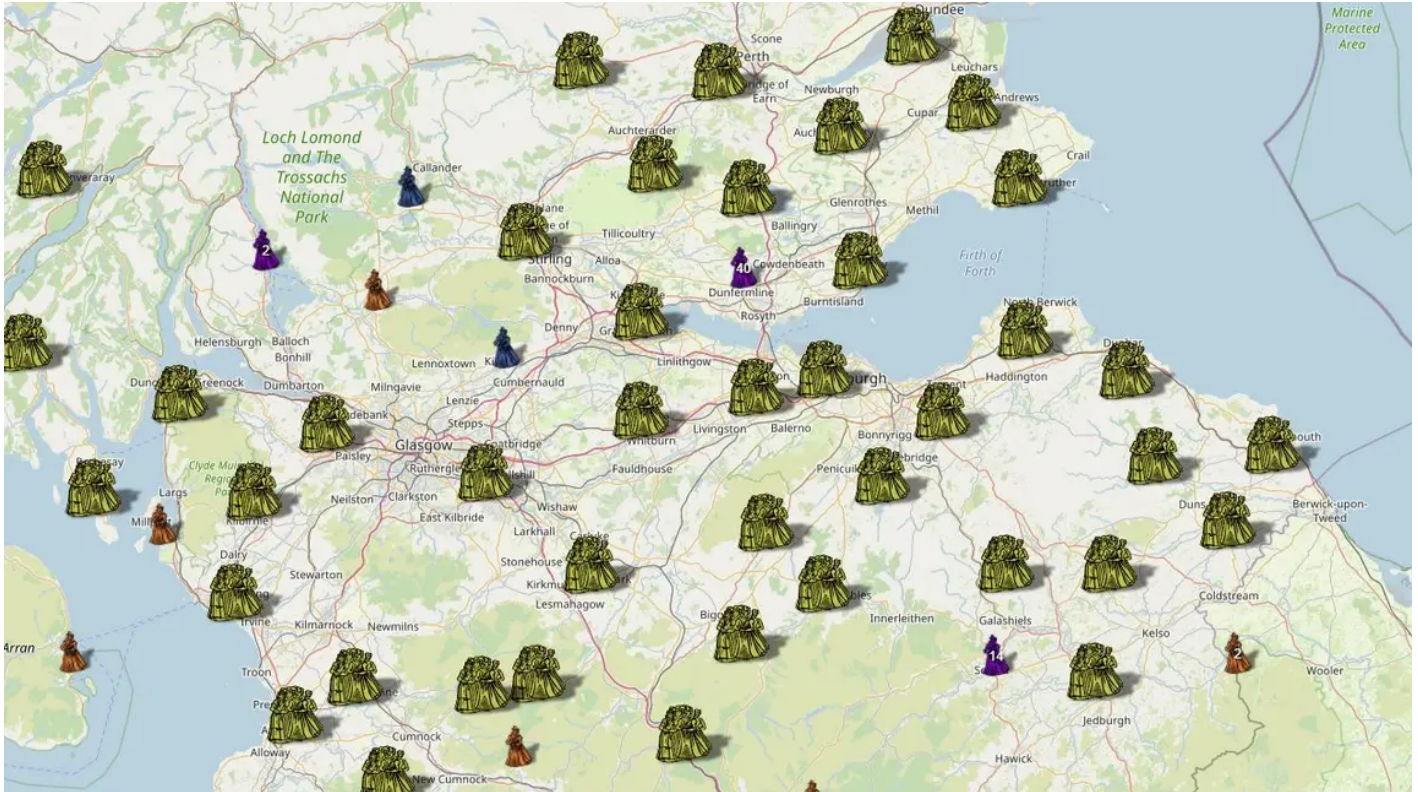 Dundee
Marine
Protected
Area
Scone
Perth
Leuchars
Bridge of
Earn
Newburgh
Andrews
Cupar
Auchterarder
Crail
Loch Lomond
and The
Trossachs
National
Park
Callander
Glenrothes
Methil
Ballingry
Tillicoultry
Alloa
Stirling
Bannockburn
2
40
Cowdenbeath
Dunfermline
Burntisland
Rosyth
Firth of
Forth
North Berwick
Helensburgh
Balloch
Bonhill
Denny
Lennoxtown
Linlithgow
Haddington
Greenock
Dumbarton
Milngavie
Cumbernauld
Lenzie
Stepps
Glasgow
Paisley
Whitburn
Livingston
Balerno
Bonnyrigg
Fauldhouse
Largs
Neilston
Clarkston
East Kilbride
Wishaw
Larkhall
Berwick-upon-
Tweed
Dalry
Stewarton
Stonehouse
Lesmahagow
Coldstream
Irvine
Kilmarnock
Newmilns
Innerleithen
Galashiels
Kelso
Arran
Troon
14
2
Wooler
Jedburgh
Cumnock
Alloway
Hawick
New Cumnock